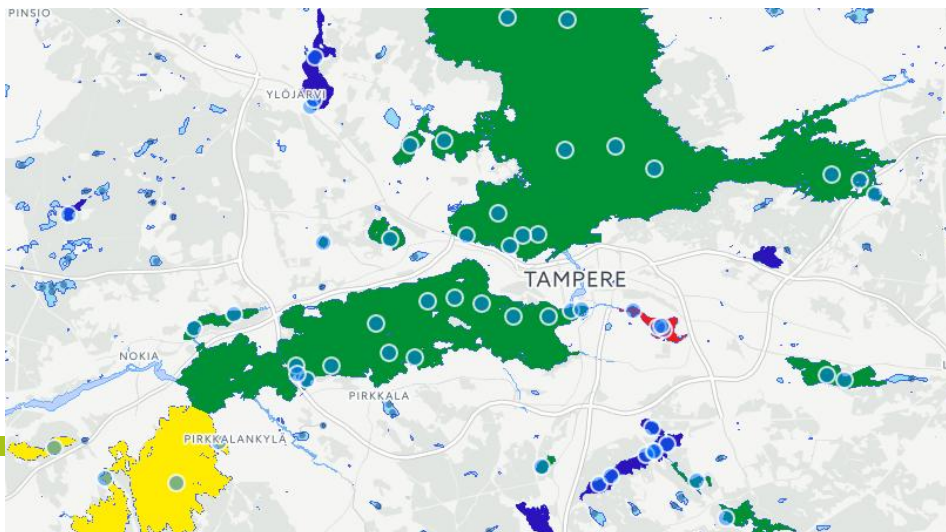 PINSIO
YLÖJÄRVI
TAMPERE
NOKIA
PIRKKALA
PIRKKALANKYLÄ